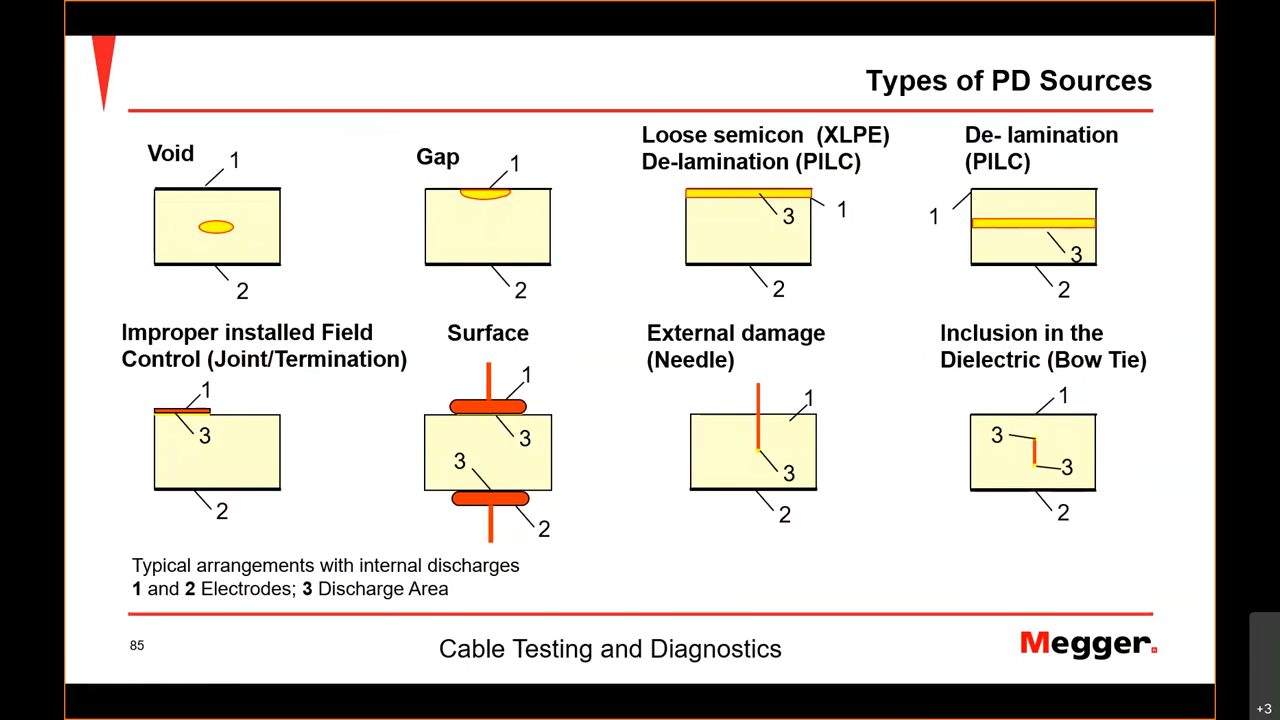 Types of PD Sources
Void
1
2
Gap
1
2
Loose semicon (XLPE)
De-lamination (PILC)
3
1
2
De- lamination
(PILC)
1
3
2
Improper installed Field
Control (Joint/Termination)
1
3
2
Surface
1
3
3
2
External damage
(Needle)
1
3
2
Inclusion in the
Dielectric (Bow Tie)
1
3
3
2
Typical arrangements with internal discharges
1 and 2 Electrodes; 3 Discharge Area
85
Cable Testing and Diagnostics
Megger.
+3